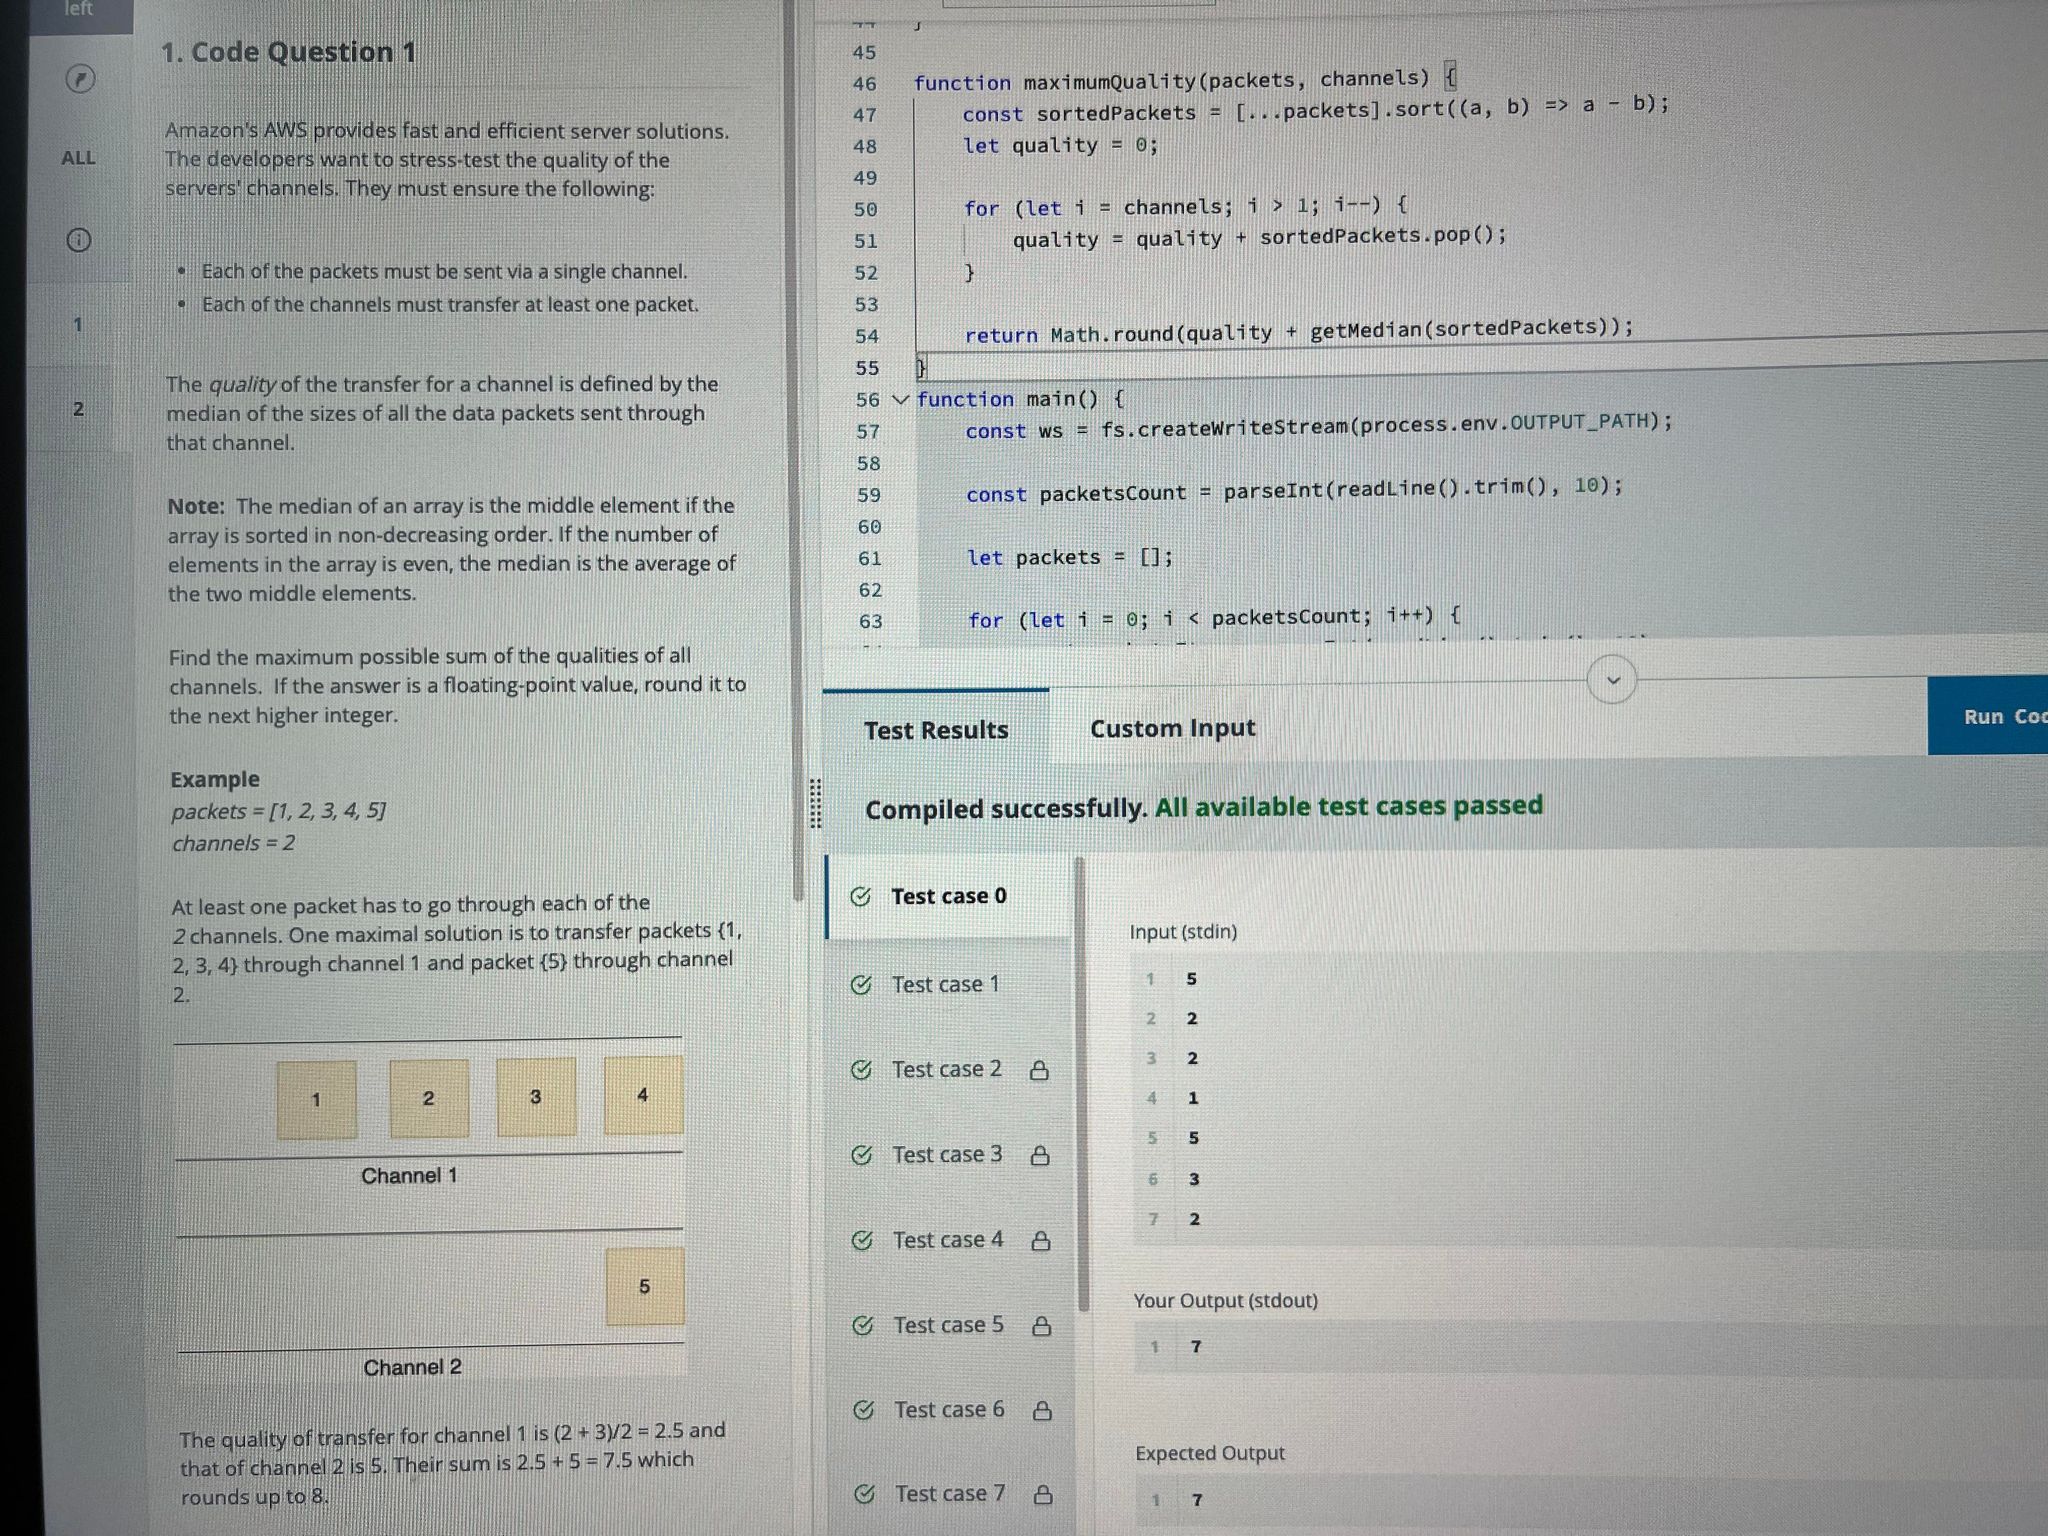 left
ALL
1
2
1. Code Question 1
Amazon's AWS provides fast and efficient server solutions.
The developers want to stress-test the quality of the
servers' channels. They must ensure the following:
• Each of the packets must be sent via a single channel.
• Each of the channels must transfer at least one packet.
The quality of the transfer for a channel is defined by the
median of the sizes of all the data packets sent through
that channel.
Note: The median of an array is the middle element if the
array is sorted in non-decreasing order. If the number of
elements in the array is even, the median is the average of
the two middle elements.
Find the maximum possible sum of the qualities of all
channels. If the answer is a floating-point value, round it to
the next higher integer.
Example
packets = [1, 2, 3, 4, 5]
channels = 2
At least one packet has to go through each of the
2 channels. One maximal solution is to transfer packets {1,
2, 3, 4} through channel 1 and packet {5} through channel
2.
1 2 3 4
Channel 1
5
Channel 2
The quality of transfer for channel 1 is (2 + 3)/2 = 2.5 and
that of channel 2 is 5. Their sum is 2.5 + 5 = 7.5 which
rounds up to 8.
45
46 function maximumQuality(packets, channels) {
47 const sortedPackets = [...packets].sort((a, b) => a - b);
48 let quality = 0;
49
50 for (let i = channels; i > 1; i--) {
51 quality = quality + sortedPackets.pop();
52 }
53
54 return Math.round(quality + getMedian(sortedPackets));
55 }
56 function main() {
57 const ws = fs.createWriteStream(process.env.OUTPUT_PATH);
58
59 const packetsCount = parseInt(readLine().trim(), 10);
60
61 let packets = [];
62
63 for (let i = 0; i < packetsCount; i++) {
Test Results
Custom Input
Run Coo
Compiled successfully. All available test cases passed
Test case 0
Test case 1
Test case 2
Test case 3
Test case 4
Test case 5
Test case 6
Test case 7
Input (stdin)
1 5
2 2
3 2
4 1
5 5
6 3
7 2
Your Output (stdout)
1 7
Expected Output
1 7